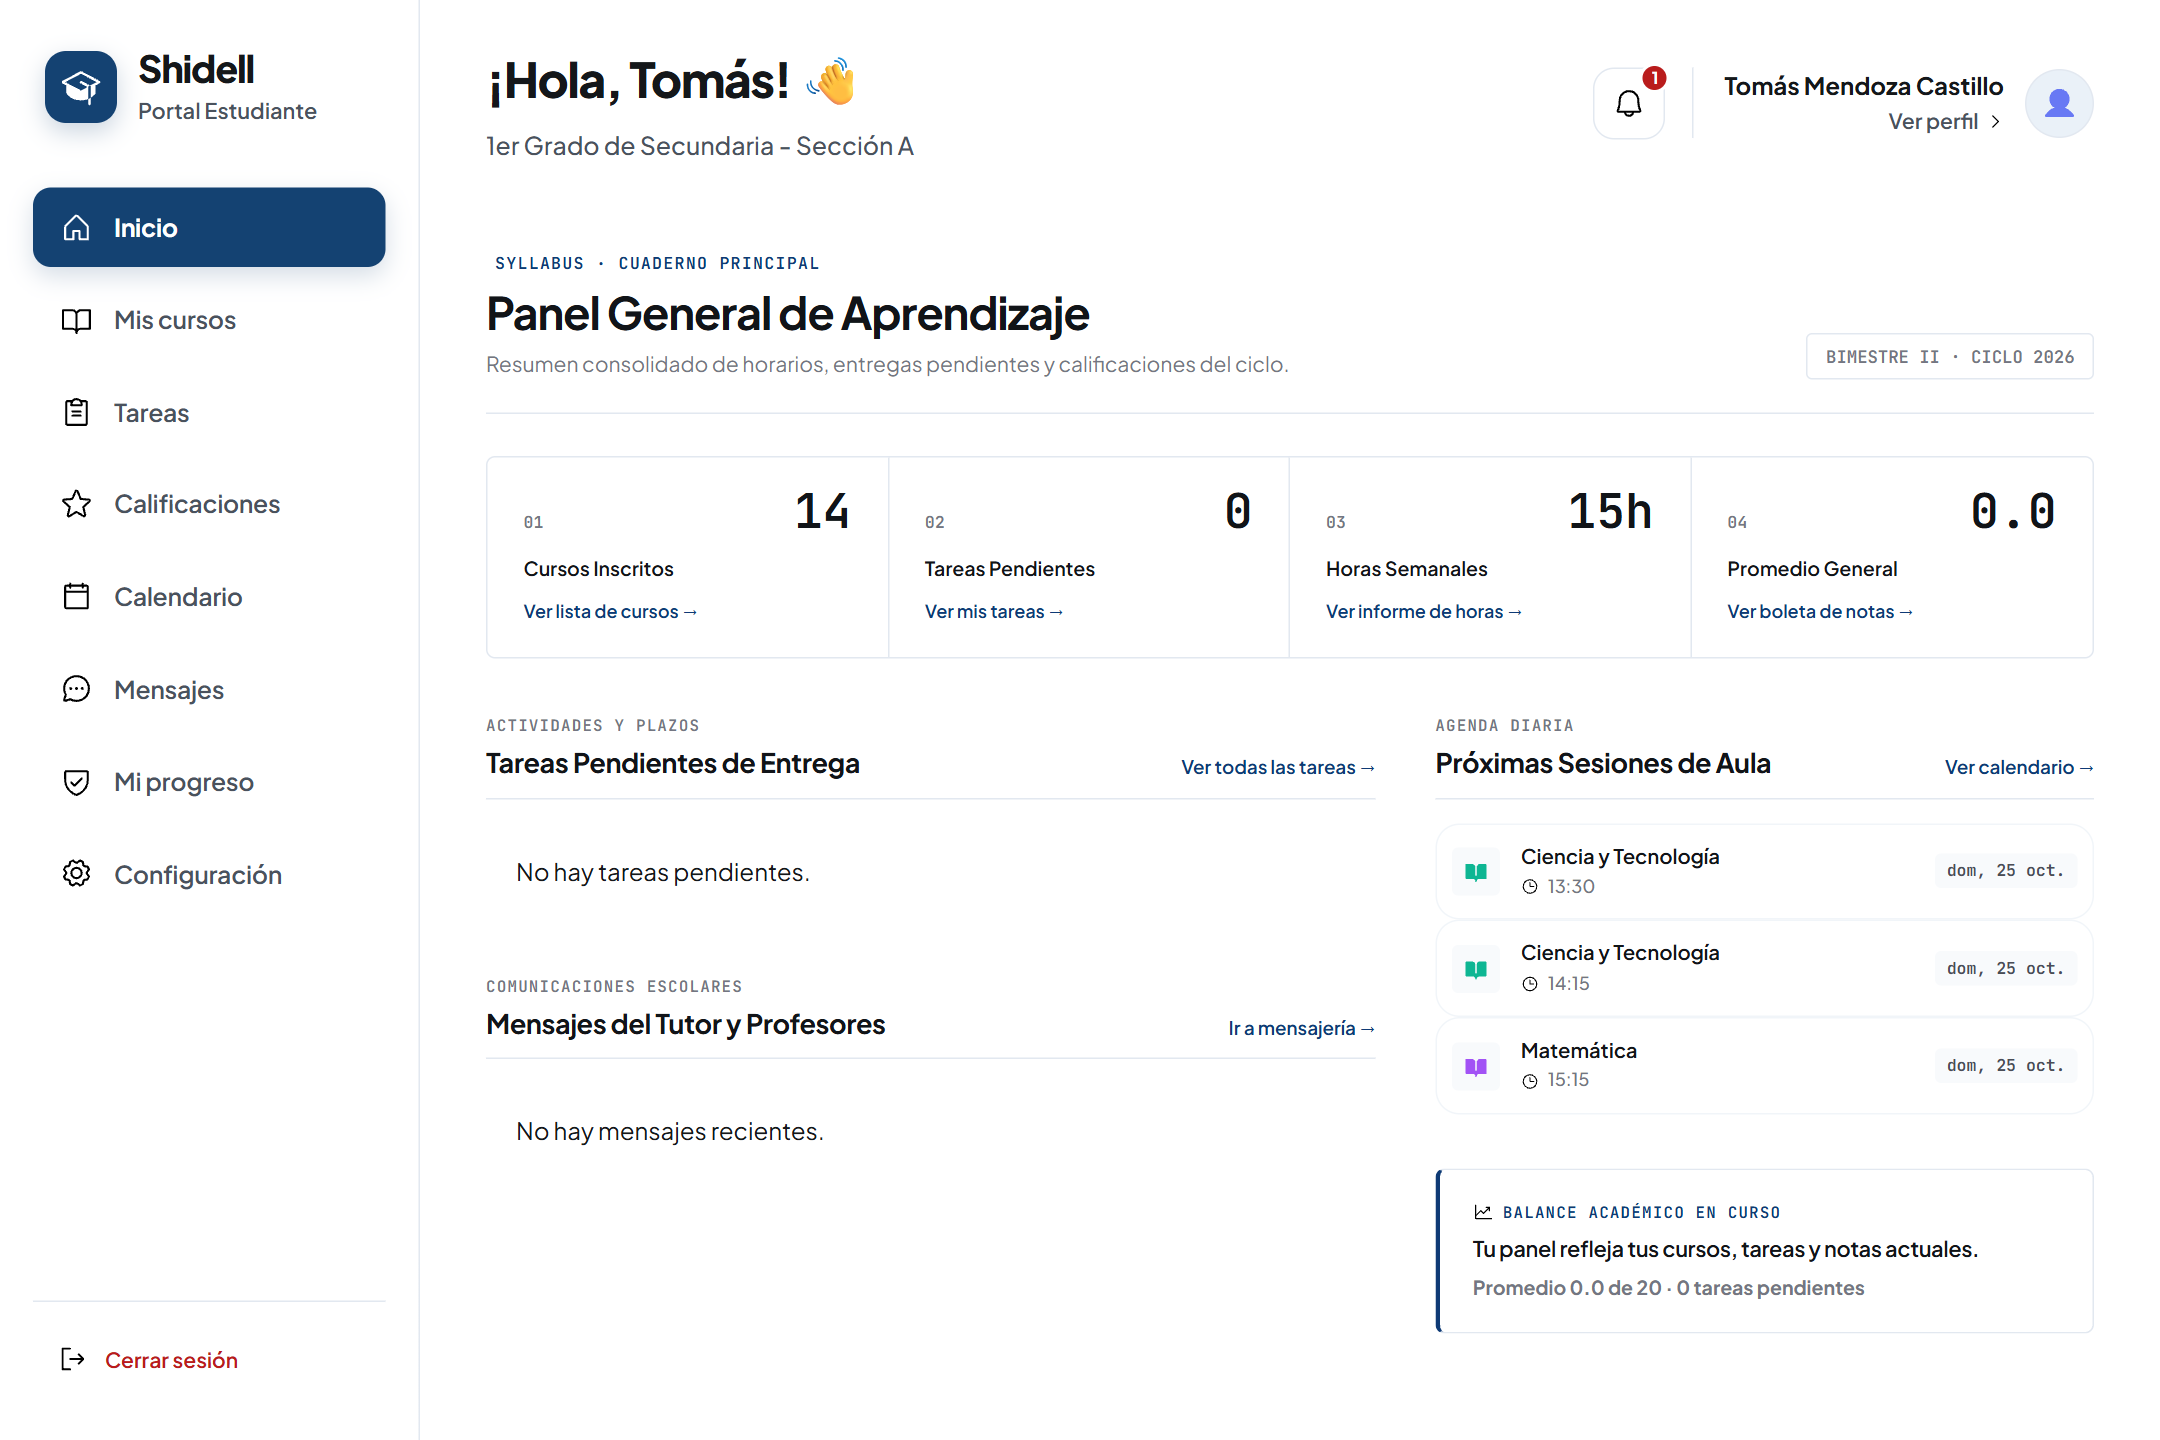 Shidell
Portal Estudiante
Inicio
Mis cursos
Tareas
Calificaciones
Calendario
Mensajes
Mi progreso
Configuración
Cerrar sesión
¡Hola, Tomás! 👋
1er Grado de Secundaria - Sección A
1
Tomás Mendoza Castillo
Ver perfil
SYLLABUS · CUADERNO PRINCIPAL
Panel General de Aprendizaje
Resumen consolidado de horarios, entregas pendientes y calificaciones del ciclo.
BIMESTRE II · CICLO 2026
01 14
Cursos Inscritos
Ver lista de cursos →
02 0
Tareas Pendientes
Ver mis tareas →
03 15h
Horas Semanales
Ver informe de horas →
04 0.0
Promedio General
Ver boleta de notas →
ACTIVIDADES Y PLAZOS
Tareas Pendientes de Entrega
Ver todas las tareas →
No hay tareas pendientes.
COMUNICACIONES ESCOLARES
Mensajes del Tutor y Profesores
Ir a mensajería →
No hay mensajes recientes.
AGENDA DIARIA
Próximas Sesiones de Aula
Ver calendario →
Ciencia y Tecnología
13:30
dom, 25 oct.
Ciencia y Tecnología
14:15
dom, 25 oct.
Matemática
15:15
dom, 25 oct.
BALANCE ACADÉMICO EN CURSO
Tu panel refleja tus cursos, tareas y notas actuales.
Promedio 0.0 de 20 · 0 tareas pendientes